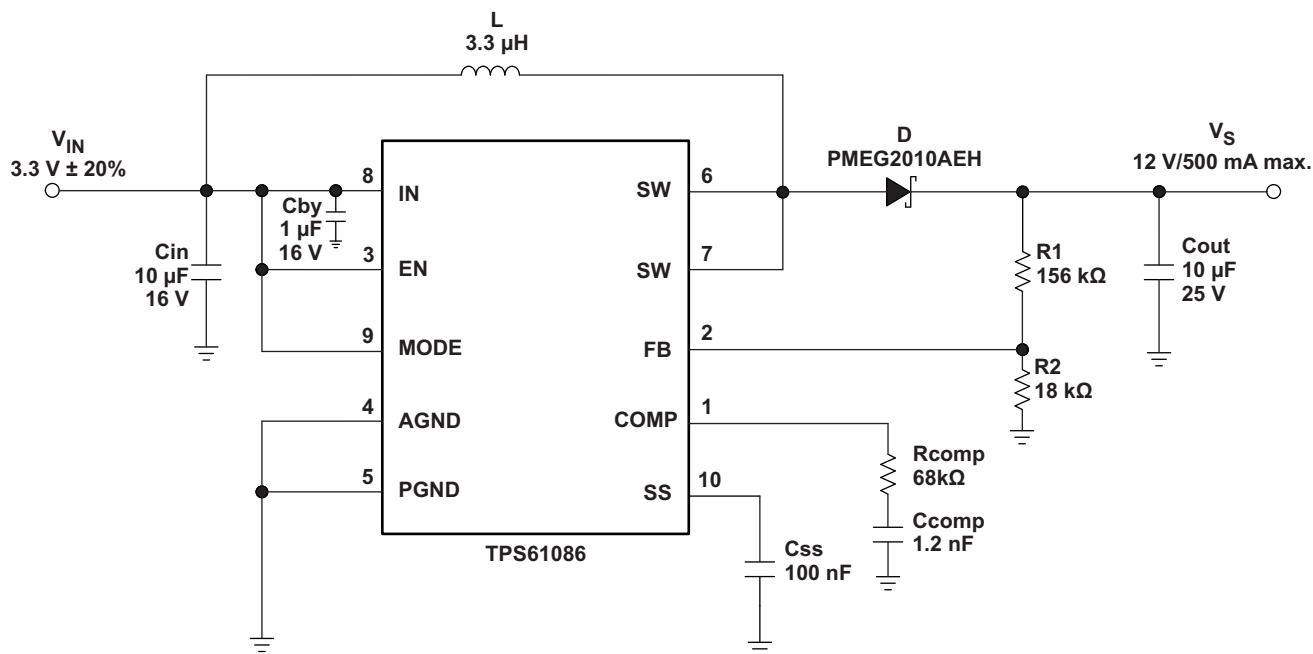 L
3.3 µH
V_IN
3.3 V ± 20%
D
PMEG2010AEH
V_S
12 V/500 mA max.
8
IN
SW
6
Cby
1 µF
16 V
Cin
10 µF
16 V
3
EN
SW
7
R1
156 kΩ
Cout
10 µF
25 V
9
MODE
FB
2
R2
18 kΩ
4
AGND
COMP
1
Rcomp
68kΩ
5
PGND
SS
10
Ccomp
1.2 nF
TPS61086
Css
100 nF